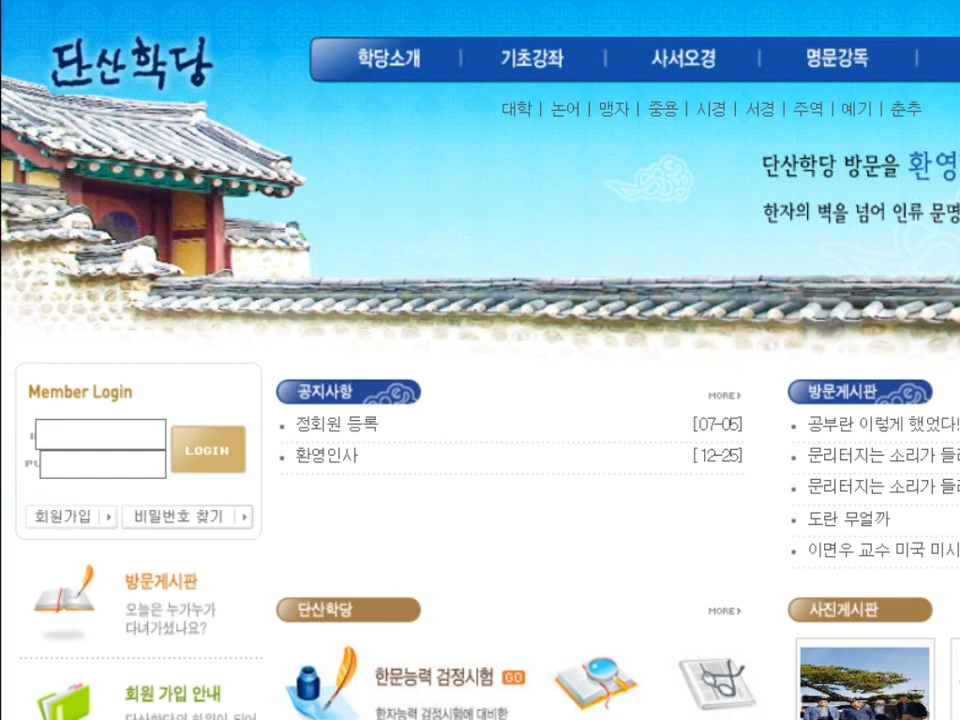 단산학당
학당소개 | 기초강좌 | 사서오경 | 명문강독 |
대학 | 논어 | 맹자 | 중용 | 시경 | 서경 | 주역 | 예기 | 춘추
단산학당 방문을 환영
한자의 벽을 넘어 인류 문명
Member Login
LOGIN
회원가입
비밀번호 찾기
공지사항
MORE
정회원 등록 [07-05]
환영인사 [12-25]
방문게시판
공부란 이렇게 했었다!
문리터지는 소리가 들
문리터지는 소리가 들
도란 무얼까
이면우 교수 미국 미시
방문게시판
오늘은 누가누가
다녀가셨나요?
회원 가입 안내
단산학당의 회원이 되어
단산학당
MORE
한문능력 검정시험 GO
한자능력 검정시험에 대비한
사진게시판